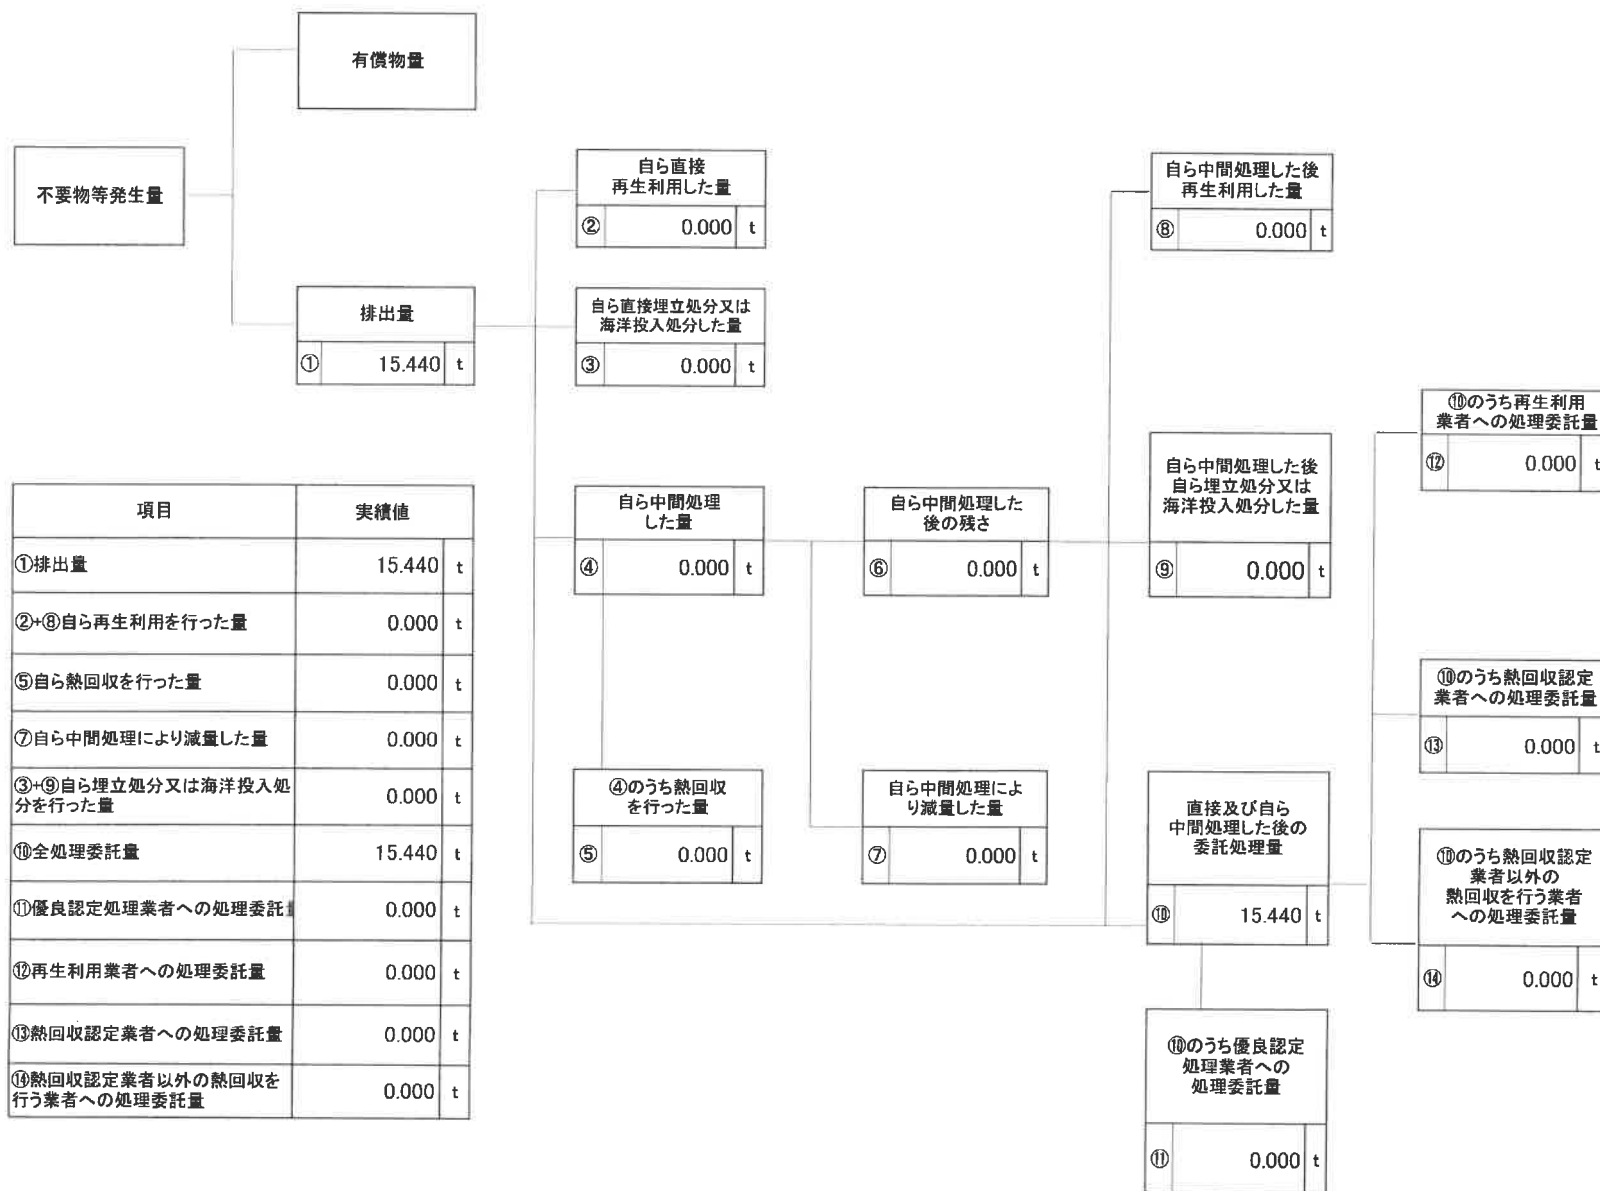 有償物量
不要物等発生量
排出量
① 15.440 t
自ら直接
再生利用した量
② 0.000 t
自ら直接埋立処分又は
海洋投入処分した量
③ 0.000 t
自ら中間処理
した量
④ 0.000 t
④のうち熱回収
を行った量
⑤ 0.000 t
自ら中間処理した
後の残さ
⑥ 0.000 t
自ら中間処理によ
り減量した量
⑦ 0.000 t
自ら中間処理した後
再生利用した量
⑧ 0.000 t
自ら中間処理した後
自ら埋立処分又は
海洋投入処分した量
⑨ 0.000 t
直接及び自ら
中間処理した後の
委託処理量
⑩ 15.440 t
⑩のうち優良認定
処理業者への
処理委託量
⑪ 0.000 t
⑩のうち再生利用
業者への処理委託量
⑫ 0.000 t
⑩のうち熱回収認定
業者への処理委託量
⑬ 0.000 t
⑩のうち熱回収認定
業者以外の
熱回収を行う業者
への処理委託量
⑭ 0.000 t
項目 実績値
①排出量 15.440 t
②+⑧自ら再生利用を行った量 0.000 t
⑤自ら熱回収を行った量 0.000 t
⑦自ら中間処理により減量した量 0.000 t
③+⑨自ら埋立処分又は海洋投入処
分を行った量 0.000 t
⑩全処理委託量 15.440 t
⑪優良認定処理業者への処理委託 0.000 t
⑫再生利用業者への処理委託量 0.000 t
⑬熱回収認定業者への処理委託量 0.000 t
⑭熱回収認定業者以外の熱回収を
行う業者への処理委託量 0.000 t